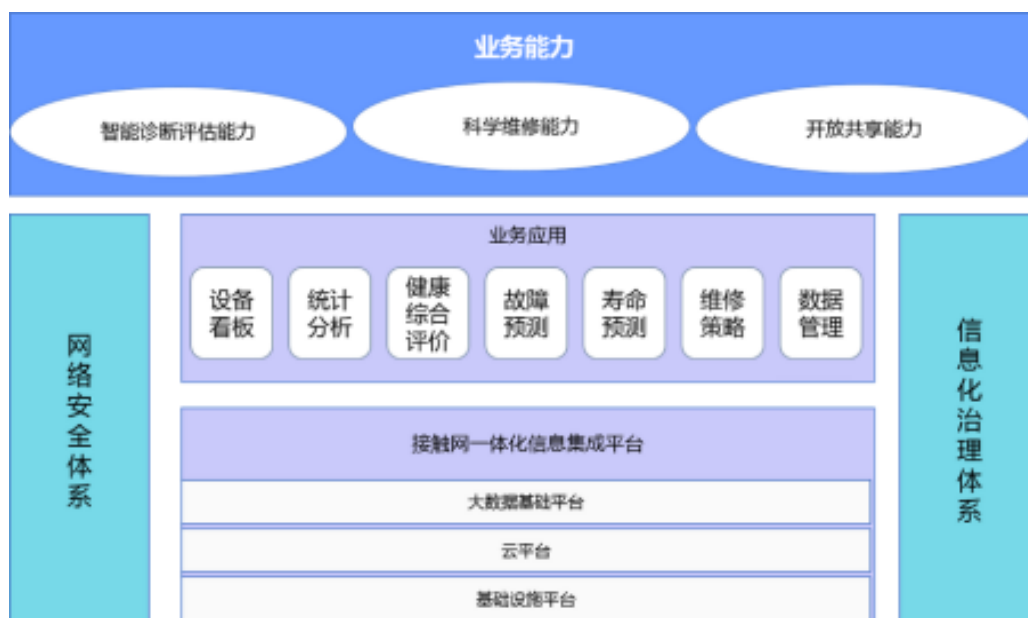 业务能力
智能诊断评估能力
科学维修能力
开放共享能力
网络安全体系
业务应用
设备
看板
统计
分析
健康
综合
评价
故障
预测
寿命
预测
维修
策略
数据
管理
接触网一体化信息集成平台
大数据基础平台
云平台
基础设施平台
信息化治理体系